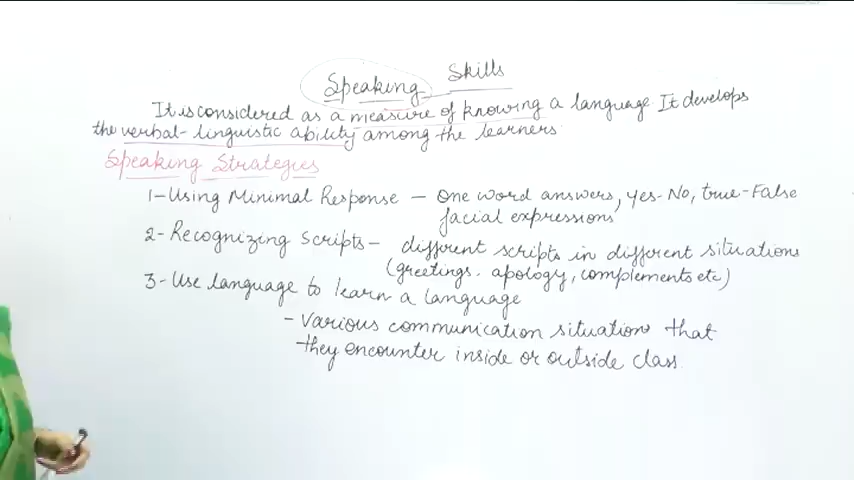 Speaking Skills
It is considered as a measure of knowing a language It develops
the verbal-linguistic ability among the learners
Speaking Strategies
1-Using Minimal Response - One word answers, yes-No, true-False
facial expressions
2- Recognizing Scripts- different scripts in different situations
(greetings. apology, complements etc)
3- Use language to learn a language
- Various communication situations that
they encounter inside or outside class.